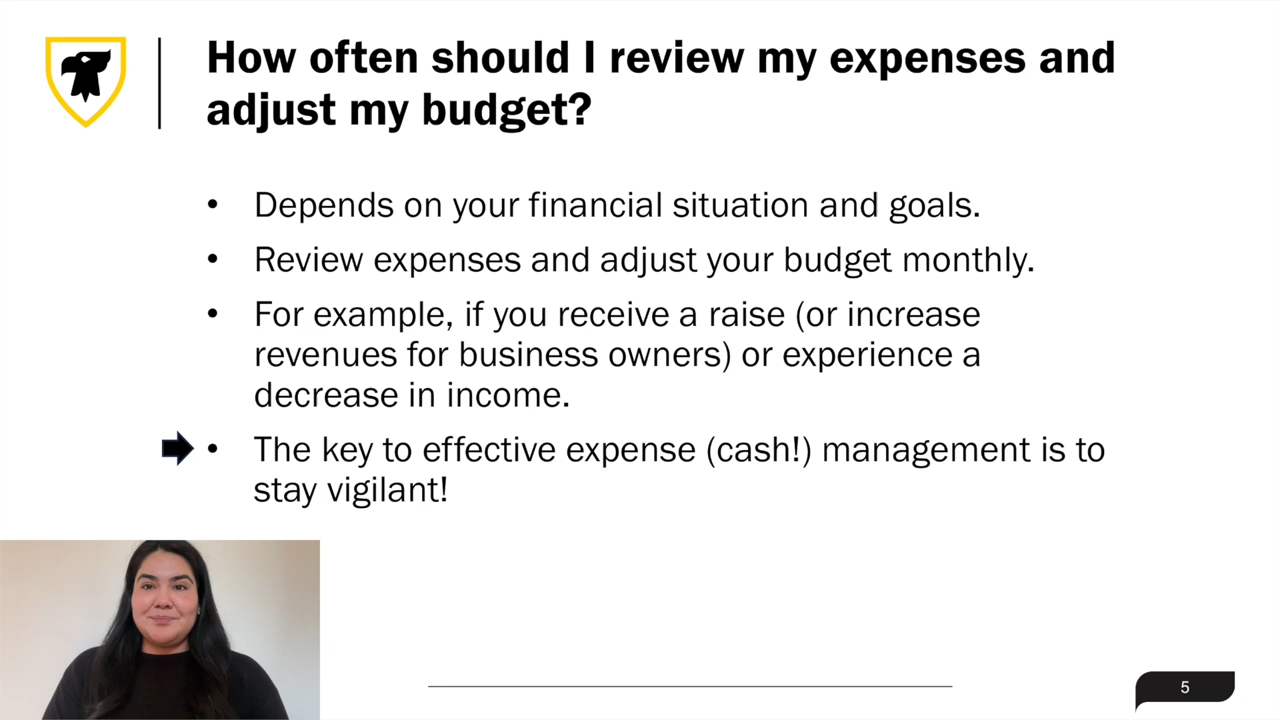 How often should I review my expenses and
adjust my budget?
• Depends on your financial situation and goals.
• Review expenses and adjust your budget monthly.
• For example, if you receive a raise (or increase
revenues for business owners) or experience a
decrease in income.
• The key to effective expense (cash!) management is to
stay vigilant!
5